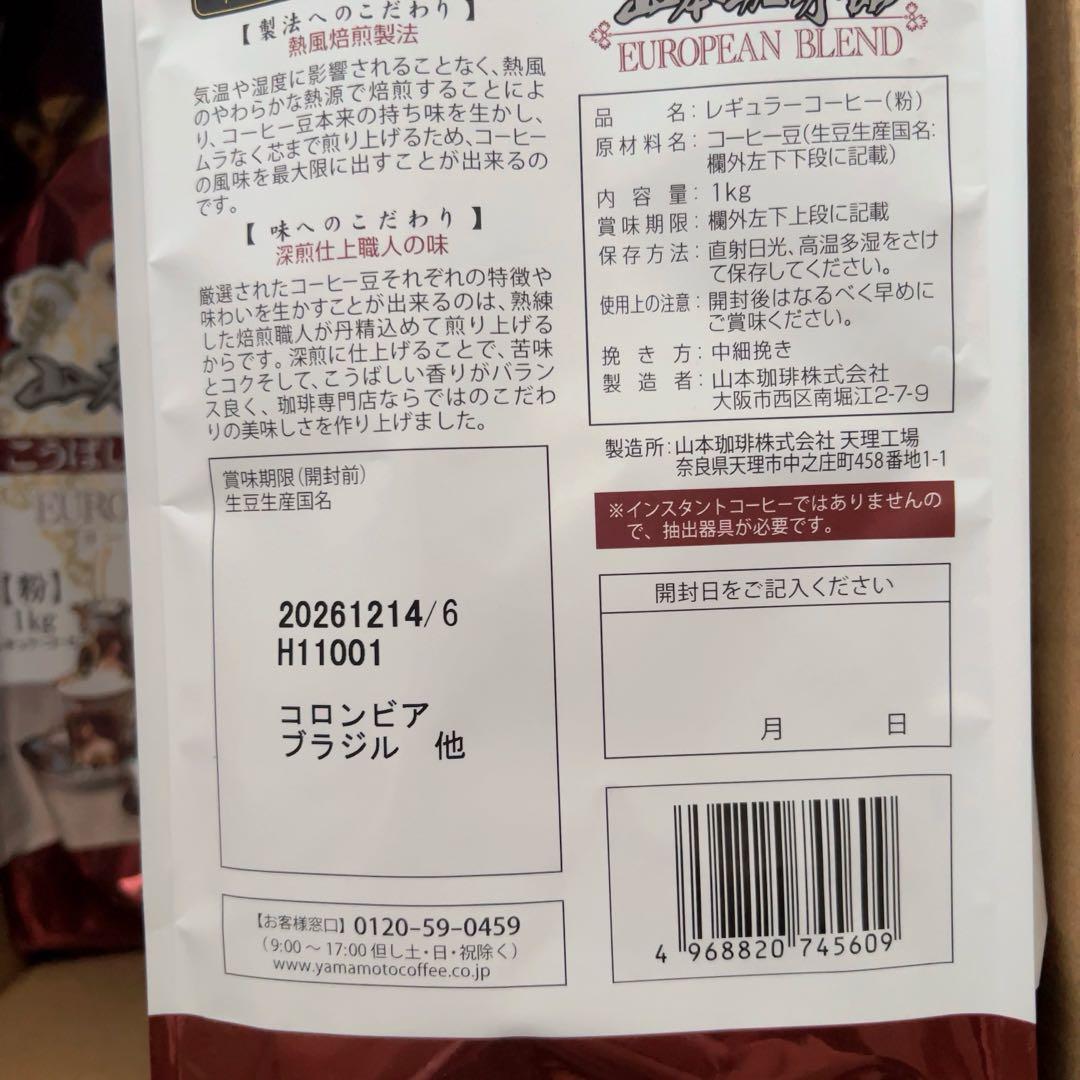 【製法へのこだわり】
熱風焙煎製法
気温や湿度に影響されることなく、熱風
のやわらかな熱源で焙煎することによ
り、コーヒー豆本来の持ち味を生かし、
ムラなく芯まで煎り上げるため、コーヒー
の風味を最大限に出すことが出来るの
です。
【味へのこだわり】
深煎仕上職人の味
厳選されたコーヒー豆それぞれの特徴や
味わいを生かすことが出来るのは、熟練
した焙煎職人が丹精込めて煎り上げる
からです。深煎に仕上げることで、苦味
とコクそして、こうばしい香りがバラン
ス良く、珈琲専門店ならではのこだわ
りの美味しさを作り上げました。
賞味期限(開封前)
生豆生産国名
20261214/6
H11001
コロンビア
ブラジル 他
【お客様窓口】0120-59-0459
(9:00～17:00 但し土・日・祝除く)
www.yamamotocoffee.co.jp
EUROPEAN BLEND
品名:レギュラーコーヒー(粉)
原材料名:コーヒー豆(生豆生産国名:
欄外左下下段に記載)
内容量:1kg
賞味期限:欄外左下上段に記載
保存方法:直射日光、高温多湿をさけ
て保存してください。
使用上の注意:開封後はなるべく早めに
ご賞味ください。
挽き方:中細挽き
製造者:山本珈琲株式会社
大阪市西区南堀江2-7-9
製造所:山本珈琲株式会社 天理工場
奈良県天理市中之庄町458番地1-1
※インスタントコーヒーではありませんの
で、抽出器具が必要です。
開封日をご記入ください
月 日
4 968820 745609
こうばし
EURO
【粉】
1kg